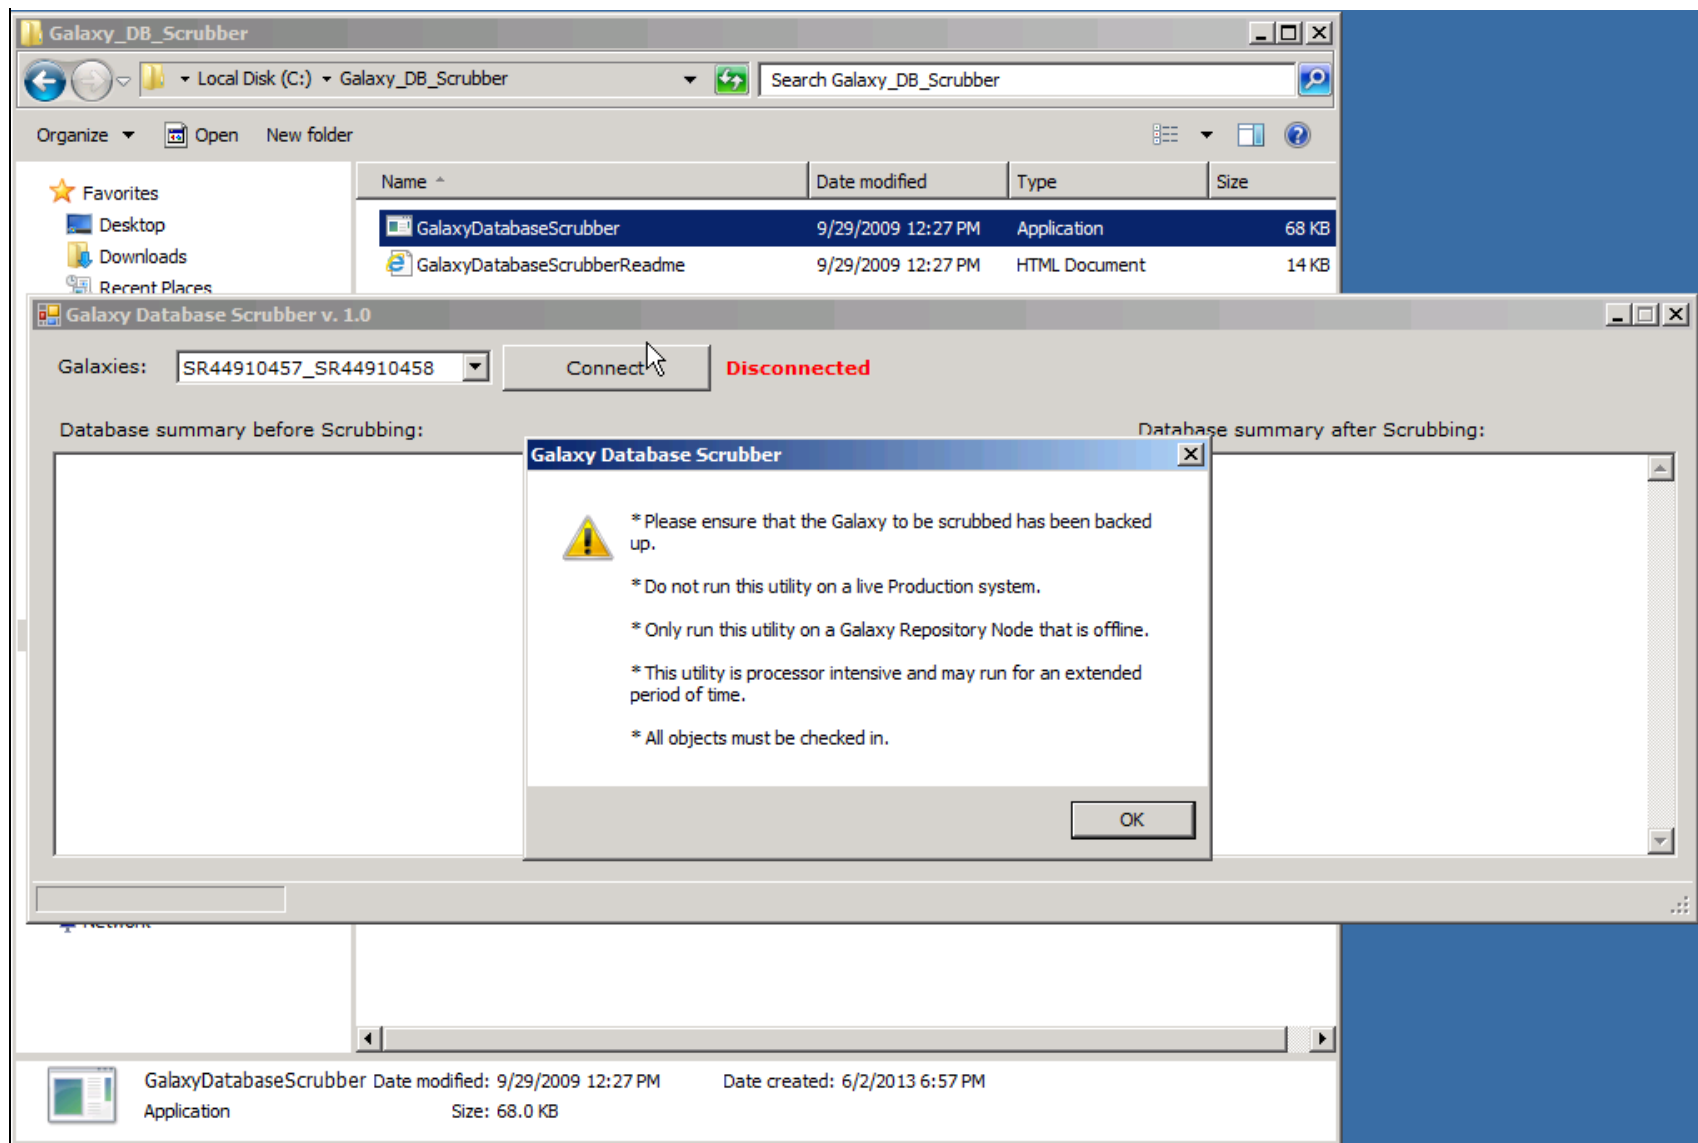 Galaxy_DB_Scrubber
Local Disk (C:) Galaxy_DB_Scrubber
Search Galaxy_DB_Scrubber
Organize Open New folder
Name Date modified Type Size
Favorites
Desktop
GalaxyDatabaseScrubber 9/29/2009 12:27 PM Application 68 KB
Downloads
GalaxyDatabaseScrubberReadme 9/29/2009 12:27 PM HTML Document 14 KB
Recent Places
Galaxy Database Scrubber v. 1.0
Galaxies: SR44910457_SR44910458 Connect Disconnected
Database summary before Scrubbing: Database summary after Scrubbing:
Galaxy Database Scrubber
* Please ensure that the Galaxy to be scrubbed has been backed
up.
* Do not run this utility on a live Production system.
* Only run this utility on a Galaxy Repository Node that is offline.
* This utility is processor intensive and may run for an extended
period of time.
* All objects must be checked in.
OK
Network
GalaxyDatabaseScrubber Date modified: 9/29/2009 12:27 PM Date created: 6/2/2013 6:57 PM
Application Size: 68.0 KB